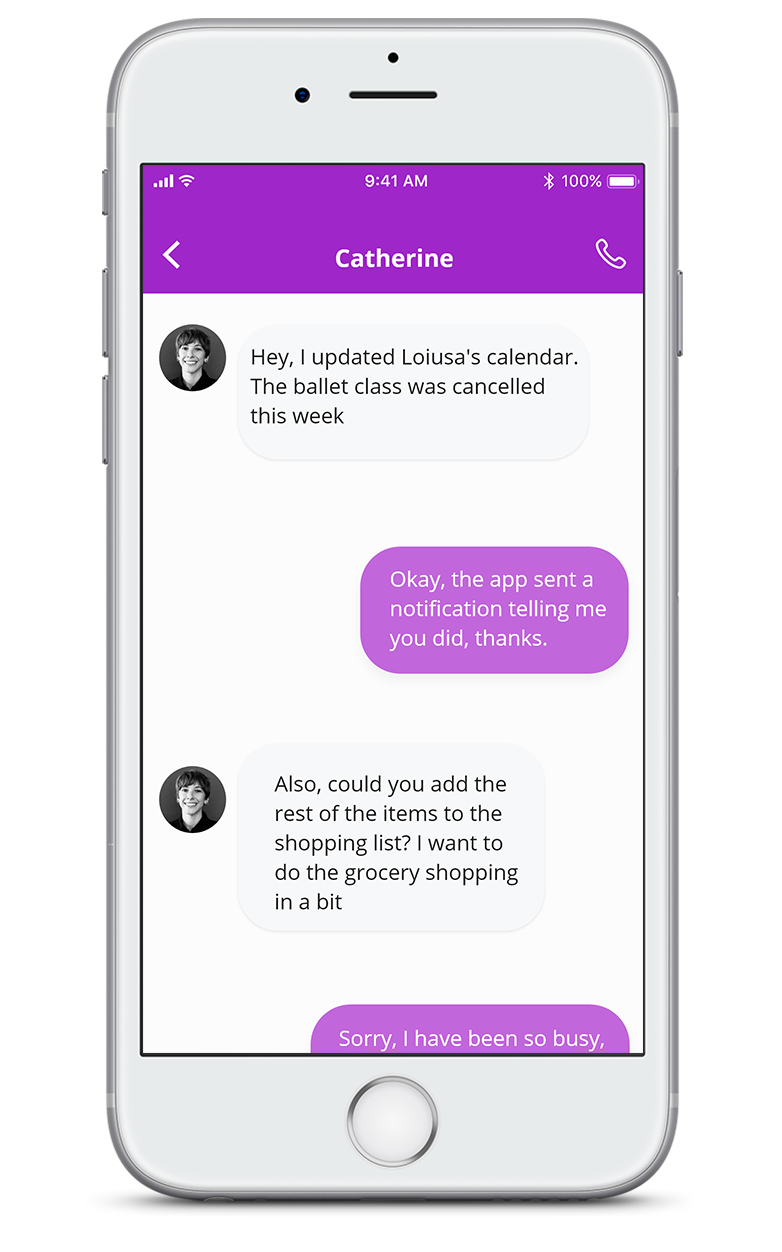 9:41 AM 100%
Catherine
Hey, I updated Loiusa's calendar.
The ballet class was cancelled
this week
Okay, the app sent a
notification telling me
you did, thanks.
Also, could you add the
rest of the items to the
shopping list? I want to
do the grocery shopping
in a bit
Sorry, I have been so busy,